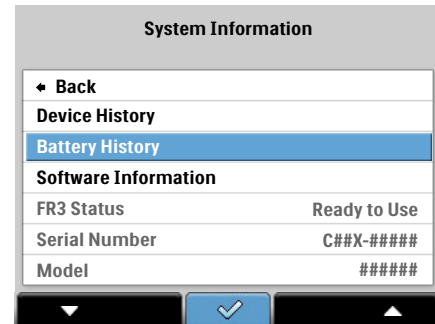 System Information
Back
Device History
Battery History
Software Information
FR3 Status Ready to Use
Serial Number C##X-#####
Model ######